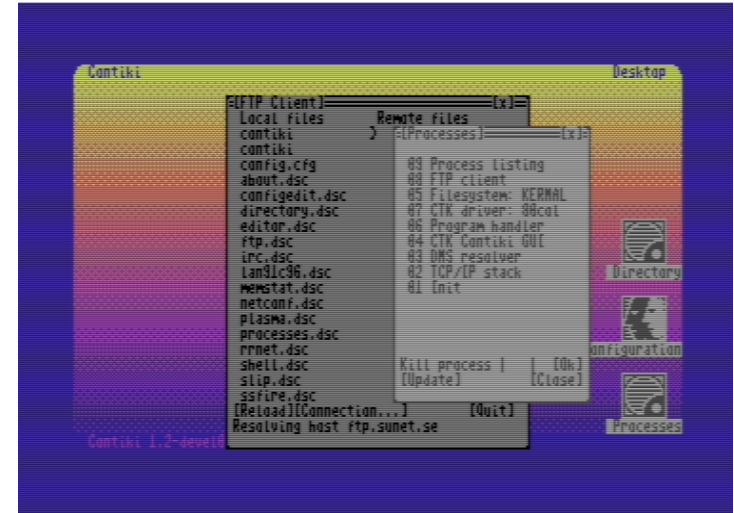 Contiki Desktop
[FTP Client] [x]
Local files Remote files
contiki
contiki
config.cfg
about.dsc
configedit.dsc
directory.dsc
editor.dsc
ftp.dsc
irc.dsc
lan91c96.dsc
memstat.dsc
netconf.dsc
plasma.dsc
processes.dsc
rrnet.dsc
shell.dsc
slip.dsc
ssfire.dsc
[Reload][Connection...] [Quit]
Resolving host ftp.sunet.se
[Processes] [x]
09 Process listing
08 FTP client
05 Filesystem: KERNAL
07 CTK driver: 80col
06 Program handler
04 CTK Contiki GUI
03 DNS resolver
02 TCP/IP stack
01 Init
Kill process | | [Ok]
[Update] [Close]
Directory
onfiguration
Processes
Contiki 1.2-devel0